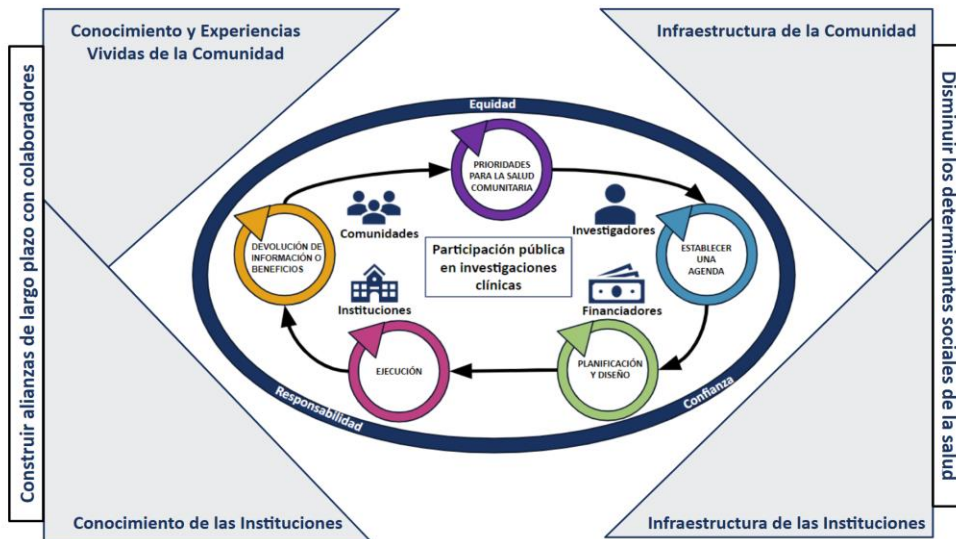 Conocimiento y Experiencias
Vividas de la Comunidad
Infraestructura de la Comunidad
Construir alianzas de largo plazo con colaboradores
Disminuir los determinantes sociales de la salud
Equidad
PRIORIDADES
PARA LA SALUD
COMUNITARIA
Comunidades
Investigadores
DEVOLUCIÓN DE
INFORMACIÓN O
BENEFICIOS
Participación pública
en investigaciones
clínicas
ESTABLECER
UNA
AGENDA
Instituciones
Financiadores
EJECUCIÓN
PLANIFICACIÓN
Y DISEÑO
Responsabilidad
Confianza
Conocimiento de las Instituciones
Infraestructura de las Instituciones